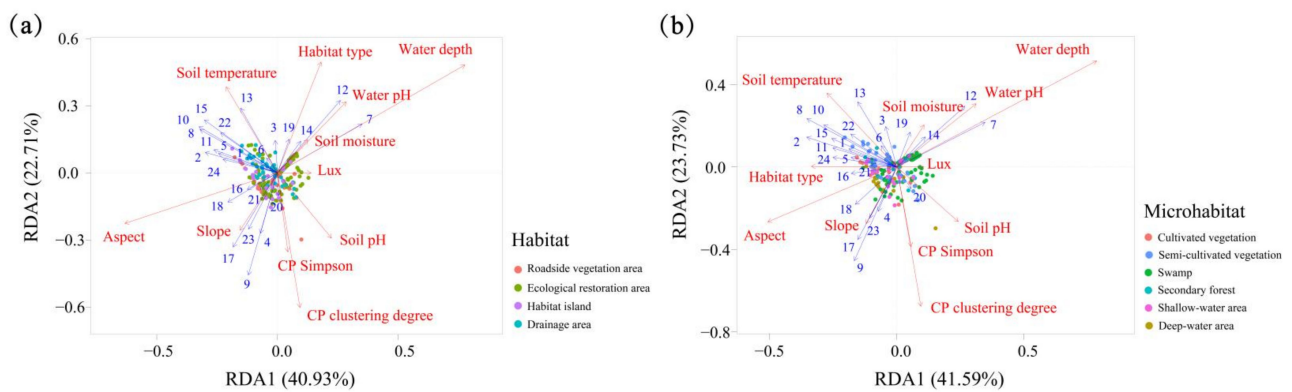 (a)
0.6
0.3
0.0
−0.3
−0.6
RDA2 (22.71%)
−0.5
0.0
0.5
RDA1 (40.93%)
Habitat type
Water depth
Soil temperature
Water pH
Soil moisture
Lux
Aspect
Slope
Soil pH
CP Simpson
CP clustering degree
13
12
15
10
22
3
19
14
7
8
11
5
1
6
2
24
16
21
20
18
23
4
17
9
Habitat
Roadside vegetation area
Ecological restoration area
Habitat island
Drainage area
(b)
0.4
0.0
−0.4
−0.8
RDA2 (23.73%)
−0.5
0.0
0.5
RDA1 (41.59%)
Water depth
Soil temperature
Water pH
Soil moisture
Lux
Habitat type
Aspect
Slope
Soil pH
CP Simpson
CP clustering degree
13
12
8
10
22
3
19
7
15
6
14
2
11
1
24
5
16
21
20
18
4
17
23
9
Microhabitat
Cultivated vegetation
Semi-cultivated vegetation
Swamp
Secondary forest
Shallow-water area
Deep-water area